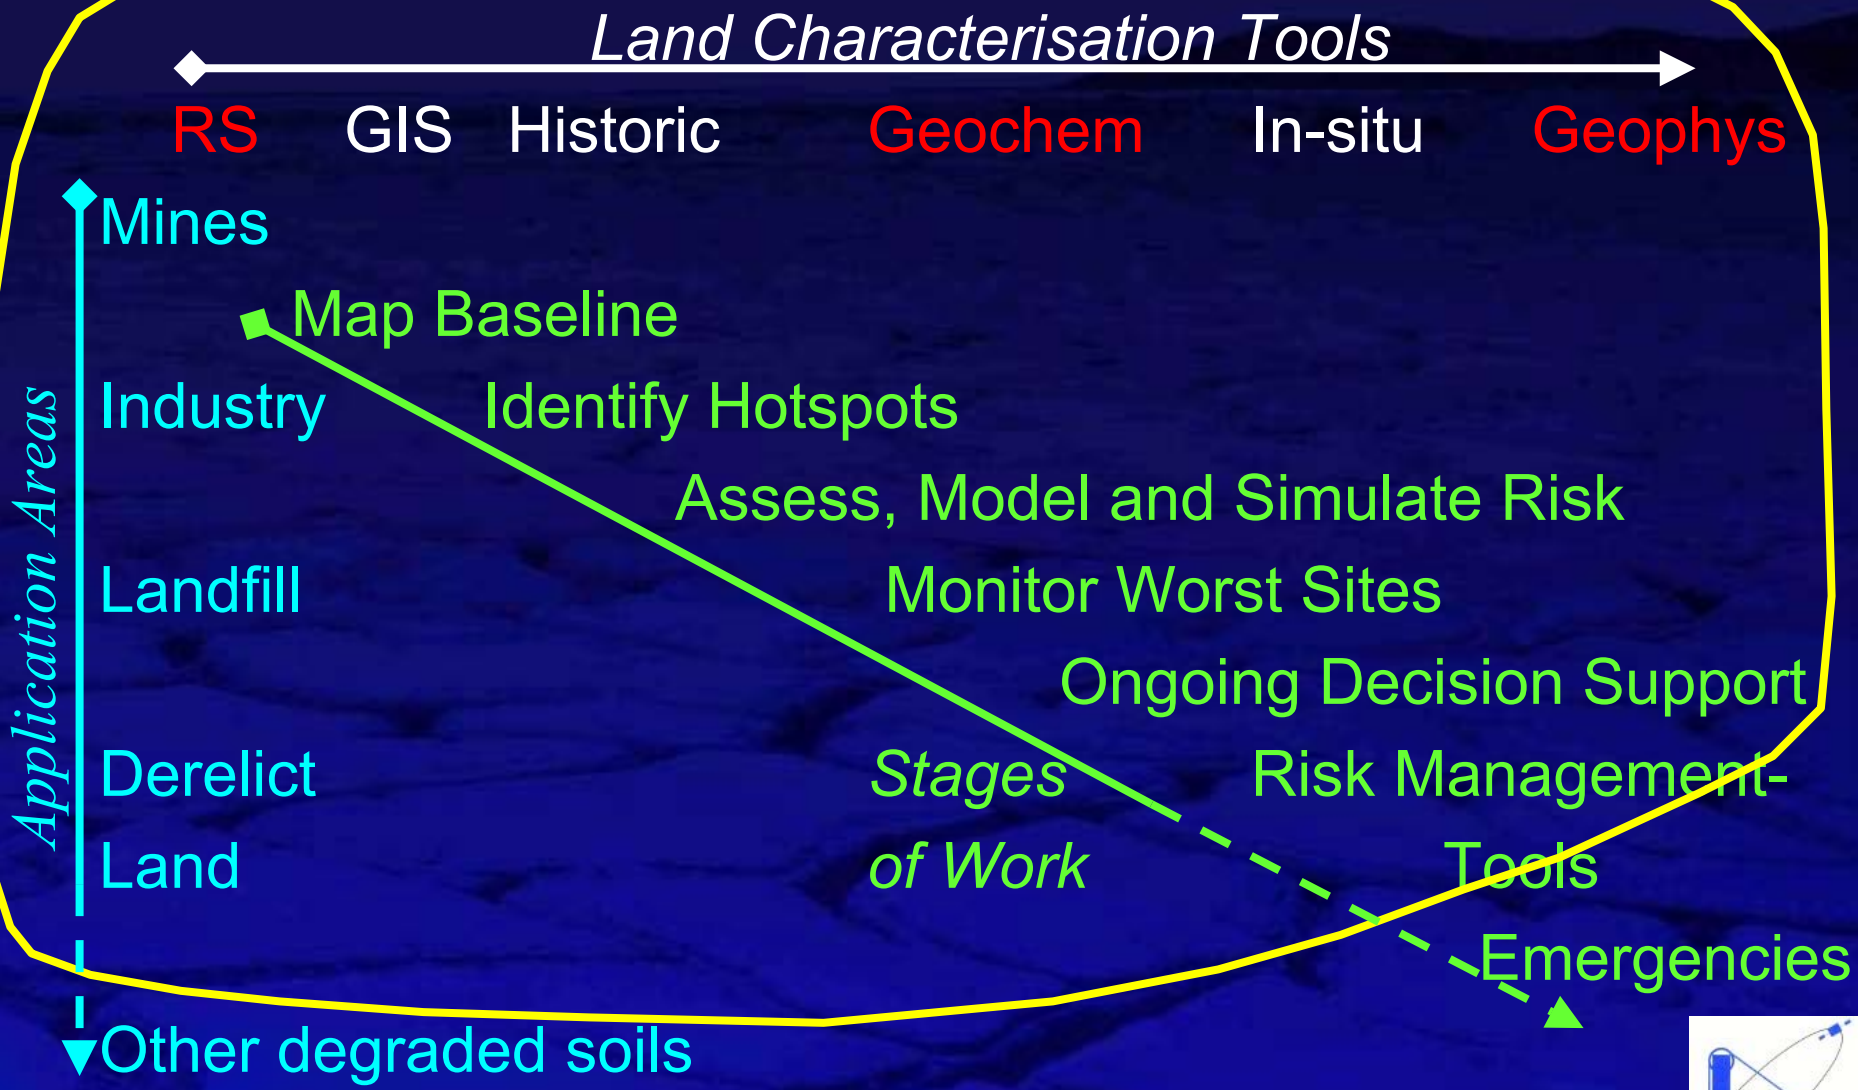 Land Characterisation Tools
RS GIS Historic Geochem In-situ Geophys
Application Areas
Mines
Map Baseline
Industry Identify Hotspots
Assess, Model and Simulate Risk
Landfill Monitor Worst Sites
Ongoing Decision Support
Derelict Stages Risk Management-
Land of Work Tools
Emergencies
Other degraded soils